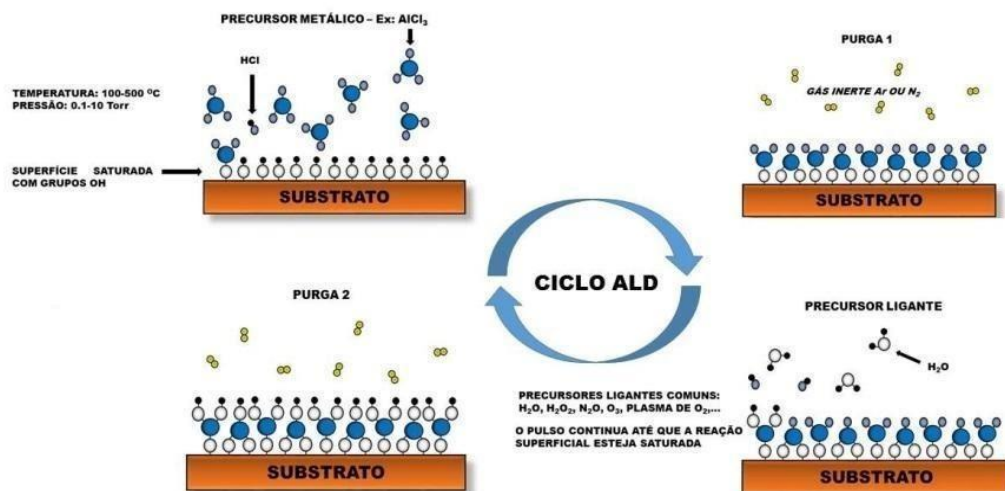 PRECURSOR METÁLICO – Ex: AlCl₃
HCl
TEMPERATURA: 100-500 ºC
PRESSÃO: 0.1-10 Torr
SUPERFÍCIE SATURADA
COM GRUPOS OH
SUBSTRATO
PURGA 1
GÁS INERTE Ar OU N₂
SUBSTRATO
CICLO ALD
PURGA 2
SUBSTRATO
PRECURSOR LIGANTE
H₂O
PRECURSORES LIGANTES COMUNS:
H₂O, H₂O₂, N₂O, O₃, PLASMA DE O₂,...
O PULSO CONTINUA ATÉ QUE A REAÇÃO
SUPERFICIAL ESTEJA SATURADA
SUBSTRATO